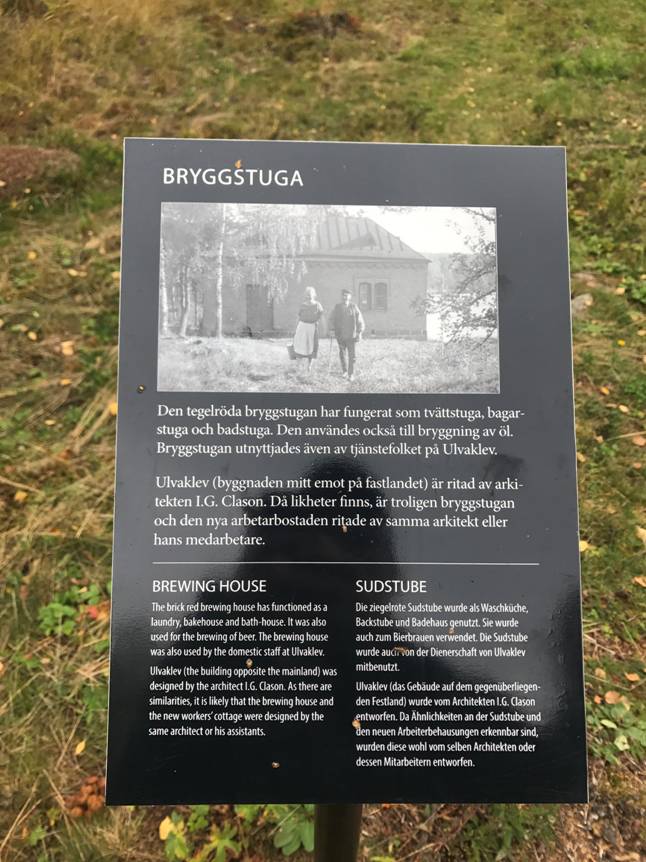 BRYGGSTUGA
Den tegelröda bryggstugan har fungerat som tvättstuga, bagar-
stuga och badstuga. Den användes också till bryggning av öl.
Bryggstugan utnyttjades även av tjänstefolket på Ulvaklev.
Ulvaklev (byggnaden mitt emot på fastlandet) är ritad av arki-
tekten I.G. Clason. Då likheter finns, är troligen bryggstugan
och den nya arbetarbostaden ritade av samma arkitekt eller
hans medarbetare.
BREWING HOUSE
The brick red brewing house has functioned as a
laundry, bakehouse and bath-house. It was also
used for the brewing of beer. The brewing house
was also used by the domestic staff at Ulvaklev.
Ulvaklev (the building opposite the mainland) was
designed by the architect I.G. Clason. As there are
similarities, it is likely that the brewing house and
the new workers' cottage were designed by the
same architect or his assistants.
SUDSTUBE
Die ziegelrote Sudstube wurde als Waschküche,
Backstube und Badehaus genutzt. Sie wurde
auch zum Bierbrauen verwendet. Die Sudstube
wurde auch von der Dienerschaft von Ulvaklev
mitbenutzt.
Ulvaklev (das Gebäude auf dem gegenüberliegen-
den Festland) wurde vom Architekten I.G. Clason
entworfen. Da Ähnlichkeiten an der Sudstube und
den neuen Arbeiterbehausungen erkennbar sind,
wurden diese wohl vom selben Architekten oder
dessen Mitarbeitern entworfen.